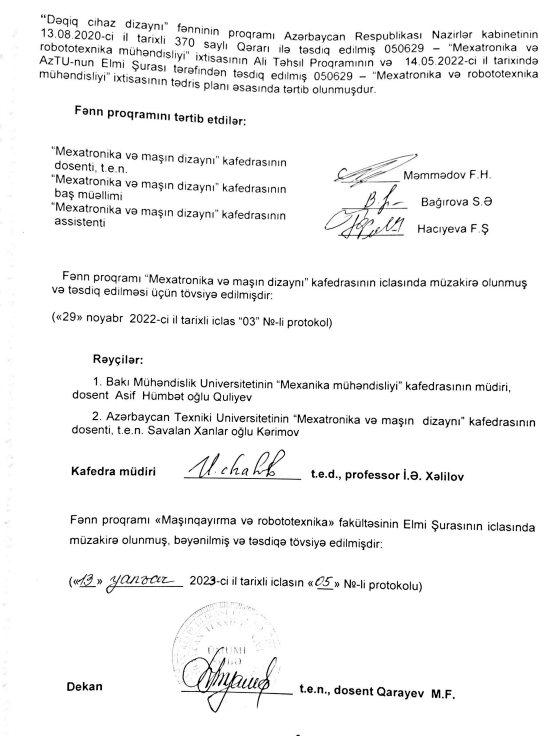 "Dəqiq cihaz dizaynı" fənninin proqramı Azərbaycan Respublikası Nazirlər kabinetinin
13.08.2020-ci il tarixli 370 saylı Qərarı ilə təsdiq edilmiş 050629 – "Mexatronika və
robototexnika mühəndisliyi" ixtisasının Ali Təhsil Proqramının və 14.05.2022-ci il tarixində
AzTU-nun Elmi Şurası tərəfindən təsdiq edilmiş 050629 – "Mexatronika və robototexnika
mühəndisliyi" ixtisasının tədris planı əsasında tərtib olunmuşdur.
Fənn proqramını tərtib etdilər:
"Mexatronika və maşın dizaynı" kafedrasının
dosenti, t.e.n.
Məmmədov F.H.
"Mexatronika və maşın dizaynı" kafedrasının
baş müəllimi
Bağırova S.Ə
"Mexatronika və maşın dizaynı" kafedrasının
assistenti
Hacıyeva F.Ş
Fənn proqramı "Mexatronika və maşın dizaynı" kafedrasının iclasında müzakirə olunmuş
və təsdiq edilməsi üçün tövsiyə edilmişdir:
(«29» noyabr 2022-ci il tarixli iclas "03" №-li protokol)
Rəyçilər:
1. Bakı Mühəndislik Universitetinin "Mexanika mühəndisliyi" kafedrasının müdiri,
dosent Asif Hümbət oğlu Quliyev
2. Azərbaycan Texniki Universitetinin "Mexatronika və maşın dizaynı" kafedrasının
dosenti, t.e.n. Savalan Xanlar oğlu Kərimov
Kafedra müdiri t.e.d., professor İ.Ə. Xəlilov
Fənn proqramı «Maşınqayırma və robototexnika» fakültəsinin Elmi Şurasının iclasında
müzakirə olunmuş, bəyənilmiş və təsdiqə tövsiyə edilmişdir:
(«13» yanvar 2023-ci il tarixli iclasın «05» №-li protokolu)
Dekan t.e.n., dosent Qarayev M.F.